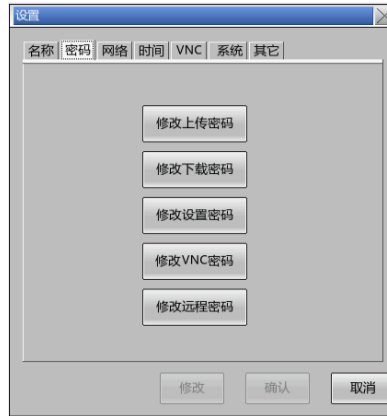 设置
名称 密码 网络 时间 VNC 系统 其它
修改上传密码
修改下载密码
修改设置密码
修改VNC密码
修改远程密码
修改 确认 取消